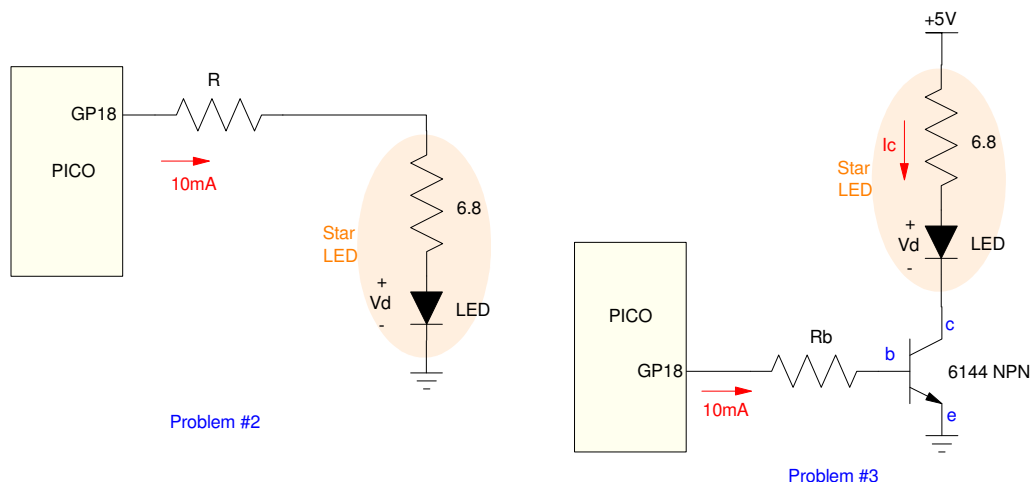 R
GP18
PICO
10mA
6.8
Star
LED
+
Vd
-
LED
Problem #2
+5V
Ic
6.8
Star
LED
+
Vd
-
LED
PICO
GP18
10mA
Rb
b
c
6144 NPN
e
Problem #3